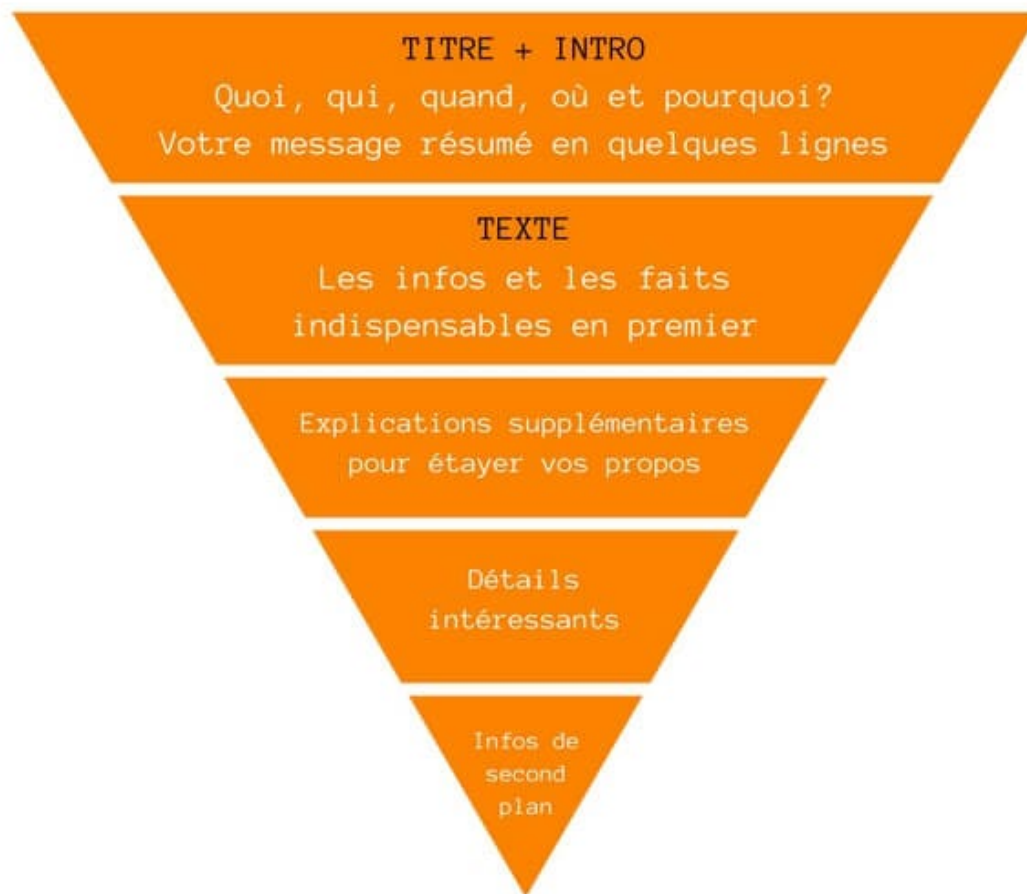 TITRE + INTRO
Quoi, qui, quand, où et pourquoi?
Votre message résumé en quelques lignes
TEXTE
Les infos et les faits
indispensables en premier
Explications supplémentaires
pour étayer vos propos
Détails
intéressants
Infos de
second
plan